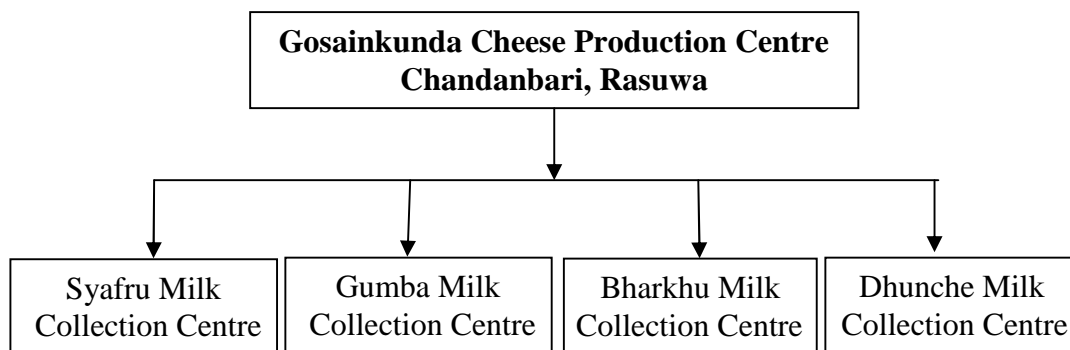 Gosainkunda Cheese Production Centre
Chandanbari, Rasuwa
Syafru Milk
Collection Centre
Gumba Milk
Collection Centre
Bharkhu Milk
Collection Centre
Dhunche Milk
Collection Centre